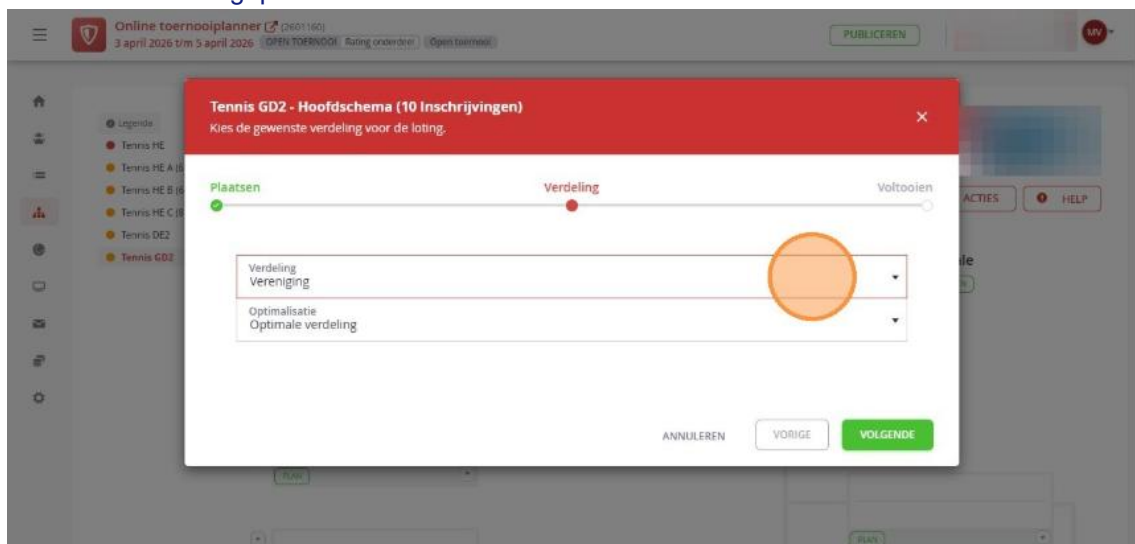 Online toernooiplanner (2601160)
3 april 2026 t/m 5 april 2026 OPEN TOERNOOI Rating onderdeel Open toernooi
PUBLICEREN
MV
Tennis GD2 - Hoofdschema (10 Inschrijvingen)
Kies de gewenste verdeling voor de loting.
Legenda
Tennis HE
Tennis HE A (6
Tennis HE B (6
Tennis HE C (8
Tennis DE2
Tennis GD2
Plaatsen
Verdeling
Voltooien
ACTIES
HELP
Verdeling
Vereniging
Optimalisatie
Optimale verdeling
ANNULEREN
VORIGE
VOLGENDE
PLAN
PLAN